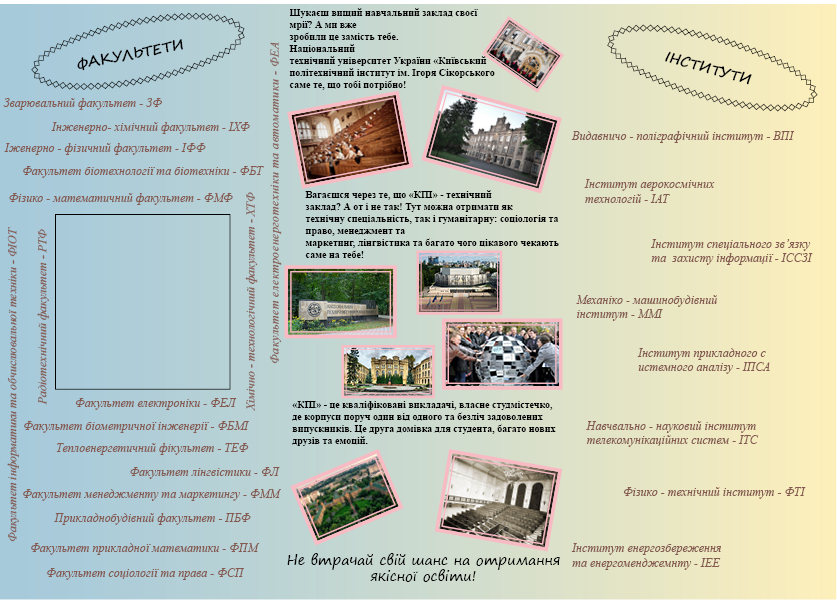 ФАКУЛЬТЕТИ
Зварювальний факультет - ЗФ
Інженерно- хімічний факультет - ІХФ
Іженерно - фізичний факультет - ІФФ
Факультет біотехнології та біотехніки - ФБТ
Фізико - математичний факультет - ФМФ
Факультет інформатики та обчислювальної техніки - ФІОТ
Радіотехнічний факультет - РТФ
Хімічно - технологічний факультет - ХТФ
Факультет електроенерготехніки та автоматики - ФЕА
Факультет електроніки - ФЕЛ
Факультет біометричної інженерії - ФБМІ
Теплоенергетичний фікультет - ТЕФ
Факультет лінгвістики - ФЛ
Факультет менеджменту та маркетингу - ФММ
Прикладнобудівний факультет - ПБФ
Факультет прикладної математики - ФПМ
Факультет соціології та права - ФСП
Шукаєш вищий навчальний заклад своєї
мрії? А ми вже
зробили це замість тебе.
Національний
технічний університет України «Київський
політехнічний інститут ім. Ігоря Сікорського
саме те, що тобі потрібно!
Вагаєшся через те, що «КПІ» - технічний
заклад? А от і не так! Тут можна отримати як
технічну спеціальність, так і гуманітарну: соціологія та
право, менеджмент та
маркетинг, лінгвістика та багато чого цікавого чекають
саме на тебе!
«КПІ» - це кваліфіковані викладачі, власне студмістечко,
де корпуси поруч один від одного та безліч задоволених
випускників. Це друга домівка для студента, багато нових
друзів та емоцій.
Не втрачай свій шанс на отримання
якісної освіти!
ІНСТИТУТИ
Видавничо - поліграфічний інститут - ВПІ
Інститут аерокосмічних
технологій - ІАТ
Інститут спеціального зв'язку
та захисту інформації - ІССЗІ
Механіко - машинобудівний
інститут - ММІ
Інститут прикладного с
истемного аналізу - ІПСА
Навчально - науковий інститут
телекомунікаційних систем - ІТС
Фізико - технічний інститут - ФТІ
Інститут енергозбереження
та енергоменджемнту - ІЕЕ